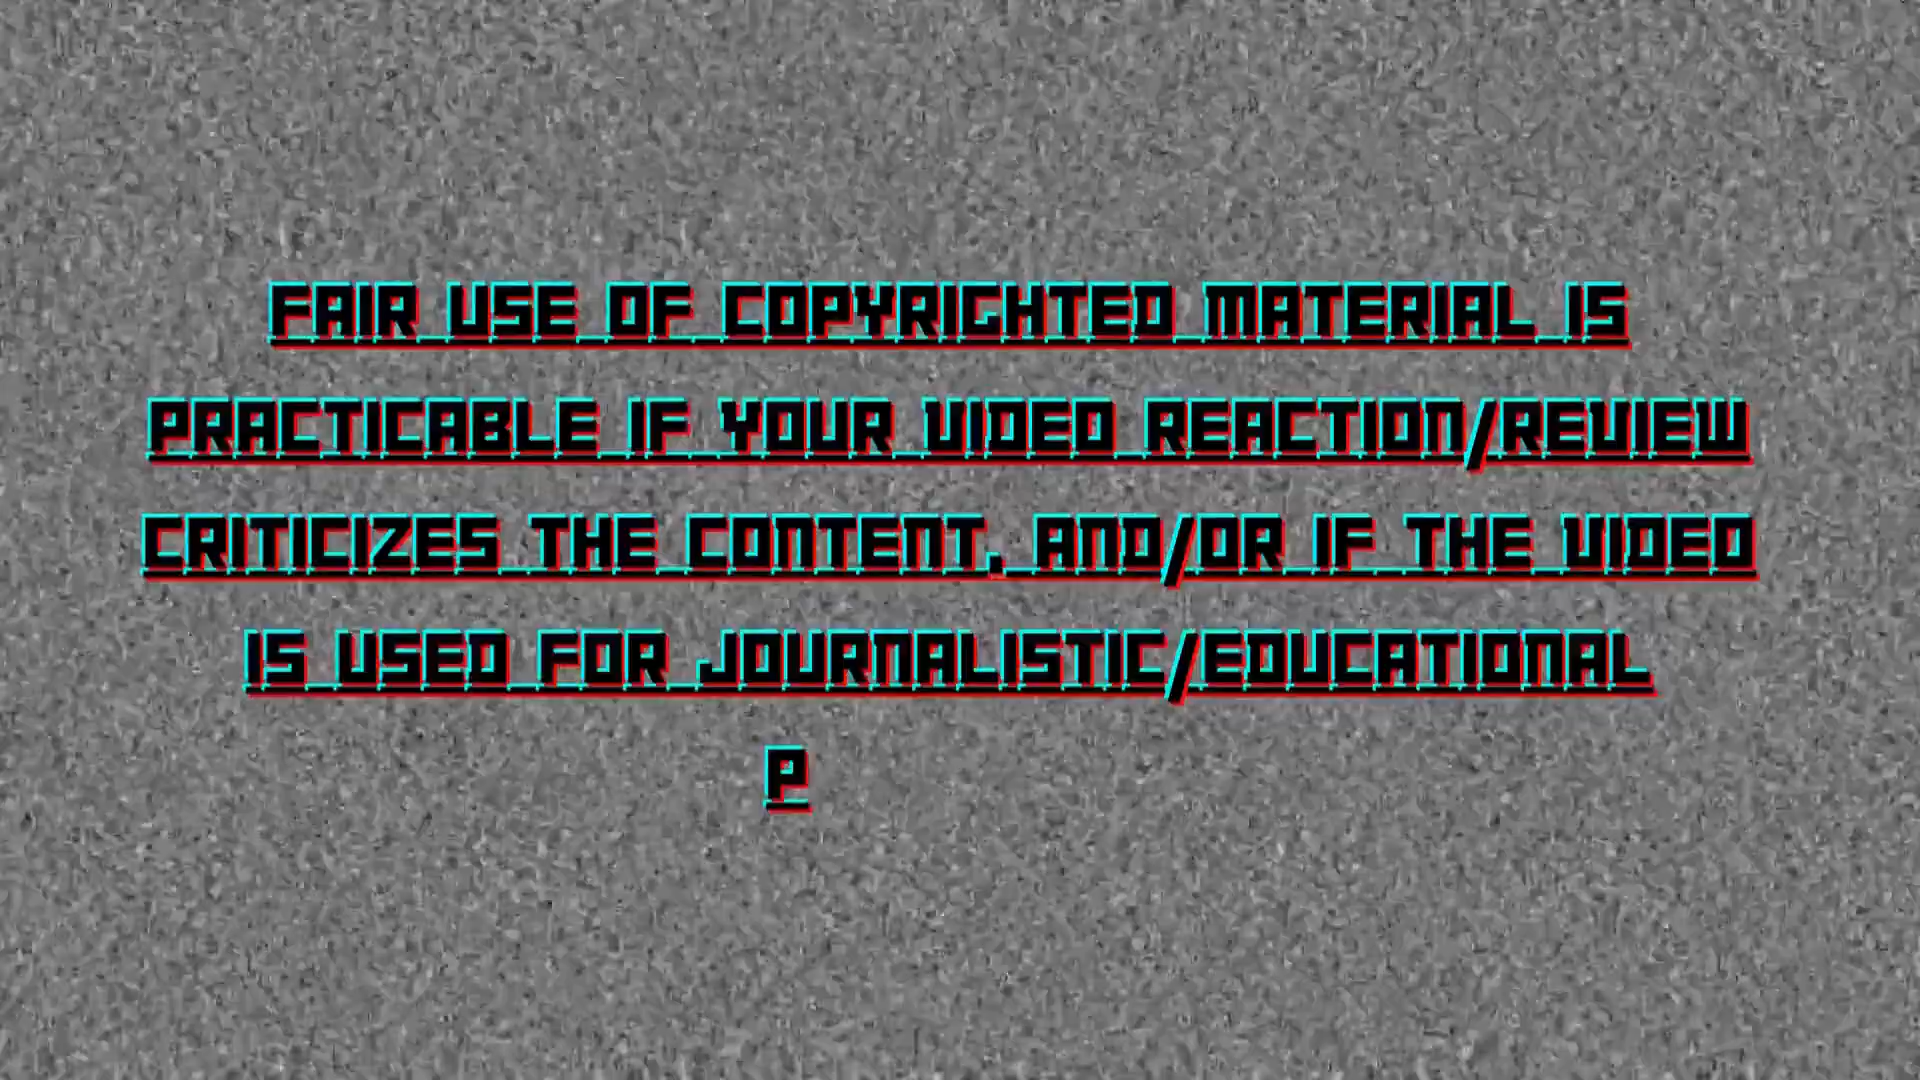 FAIR USE OF COPYRIGHTED MATERIAL IS
PRACTICABLE IF YOUR VIDEO REACTION/REVIEW
CRITICIZES THE CONTENT, AND/OR IF THE VIDEO
IS USED FOR JOURNALISTIC/EDUCATIONAL
P